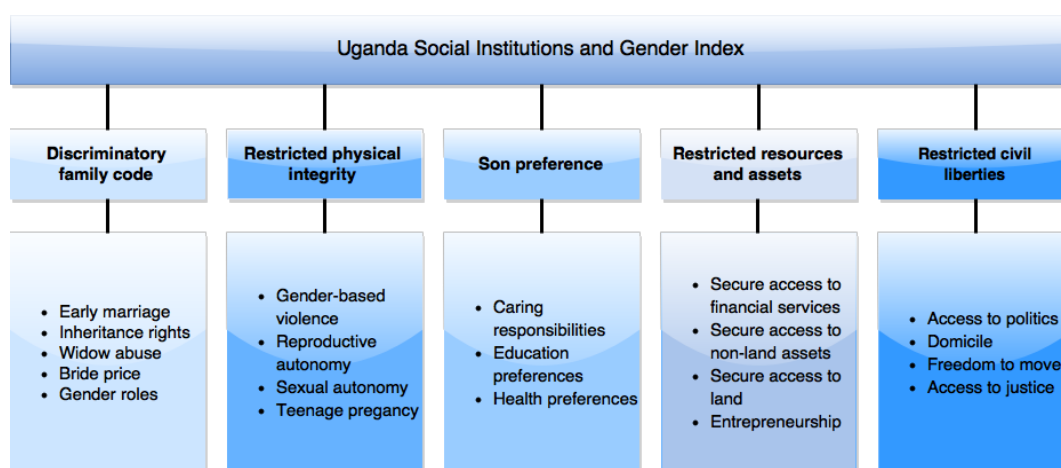 Uganda Social Institutions and Gender Index
Discriminatory
family code
Restricted physical
integrity
Son preference
Restricted resources
and assets
Restricted civil
liberties
• Early marriage
• Inheritance rights
• Widow abuse
• Bride price
• Gender roles
• Gender-based
violence
• Reproductive
autonomy
• Sexual autonomy
• Teenage pregancy
• Caring
responsibilities
• Education
preferences
• Health preferences
• Secure access to
financial services
• Secure access to
non-land assets
• Secure access to
land
• Entrepreneurship
• Access to politics
• Domicile
• Freedom to move
• Access to justice